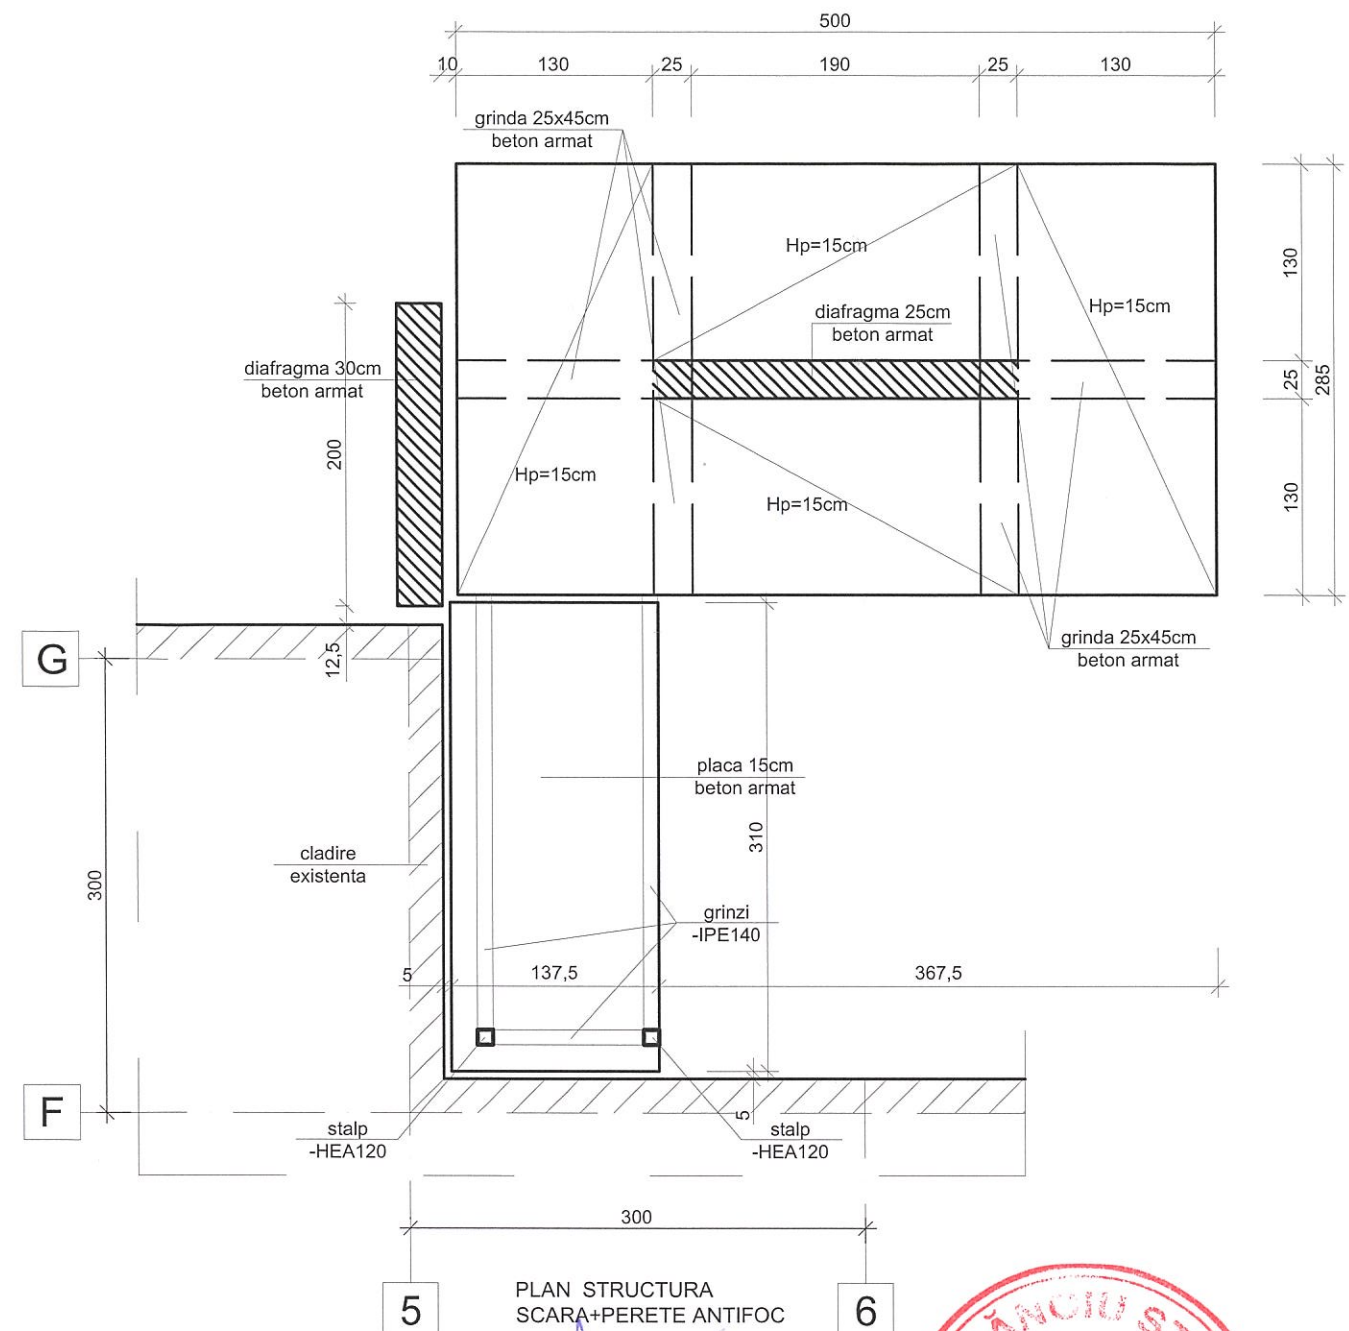 500
10 130 25 190 25 130
grinda 25x45cm
beton armat
Hp=15cm
130
Hp=15cm
diafragma 25cm
beton armat
diafragma 30cm
beton armat
25
285
200
Hp=15cm
Hp=15cm
130
grinda 25x45cm
beton armat
G
12,5
placa 15cm
beton armat
310
cladire
existenta
300
grinzi
-IPE140
5 137,5 367,5
F
5
stalp
-HEA120
stalp
-HEA120
300
5
6
PLAN STRUCTURA
SCARA+PERETE ANTIFOC